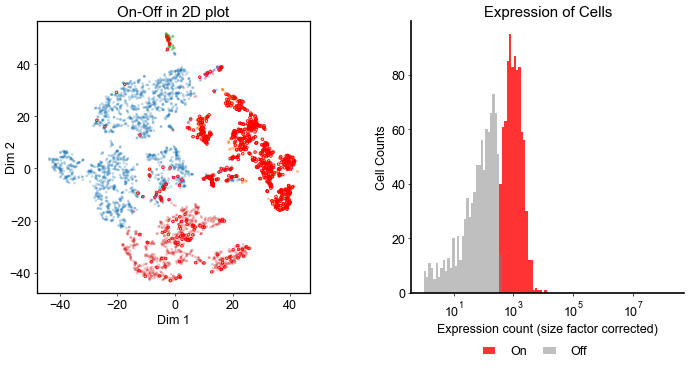 On-Off in 2D plot
40
20
0
−20
−40
Dim 2
−40 −20 0 20 40
Dim 1
Expression of Cells
80
60
40
20
0
Cell Counts
10^1 10^3 10^5 10^7
Expression count (size factor corrected)
On Off